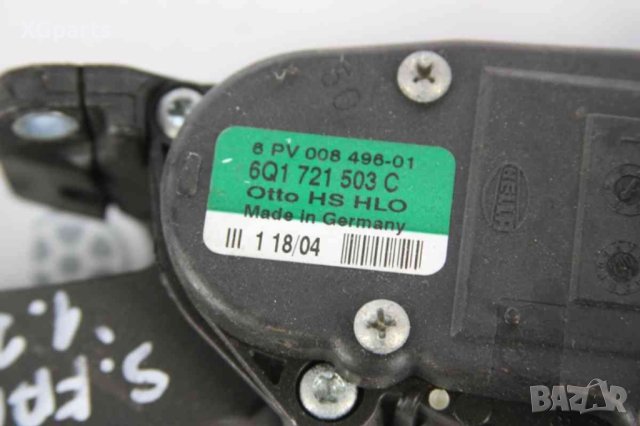 XGparts
60
6 PV 008 496-01
6Q1 721 503 C
Otto HS HLO
Made in Germany
III 1 18/04
HELLA
BAZAR